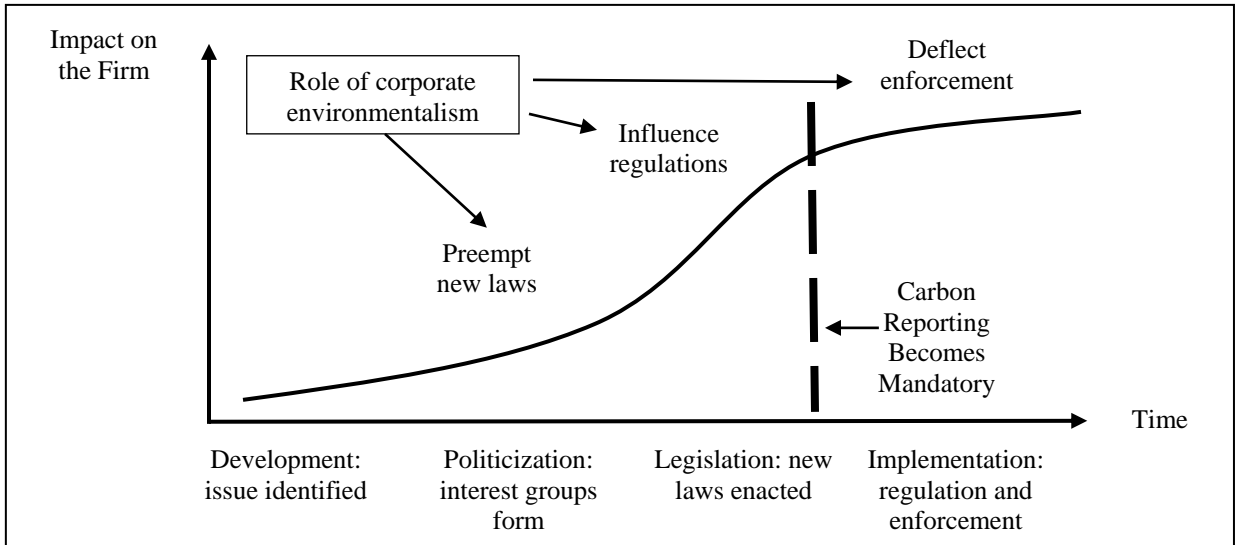 Impact on
the Firm
Role of corporate
environmentalism
Deflect
enforcement
Influence
regulations
Preempt
new laws
Carbon
Reporting
Becomes
Mandatory
Time
Development:
issue identified
Politicization:
interest groups
form
Legislation: new
laws enacted
Implementation:
regulation and
enforcement